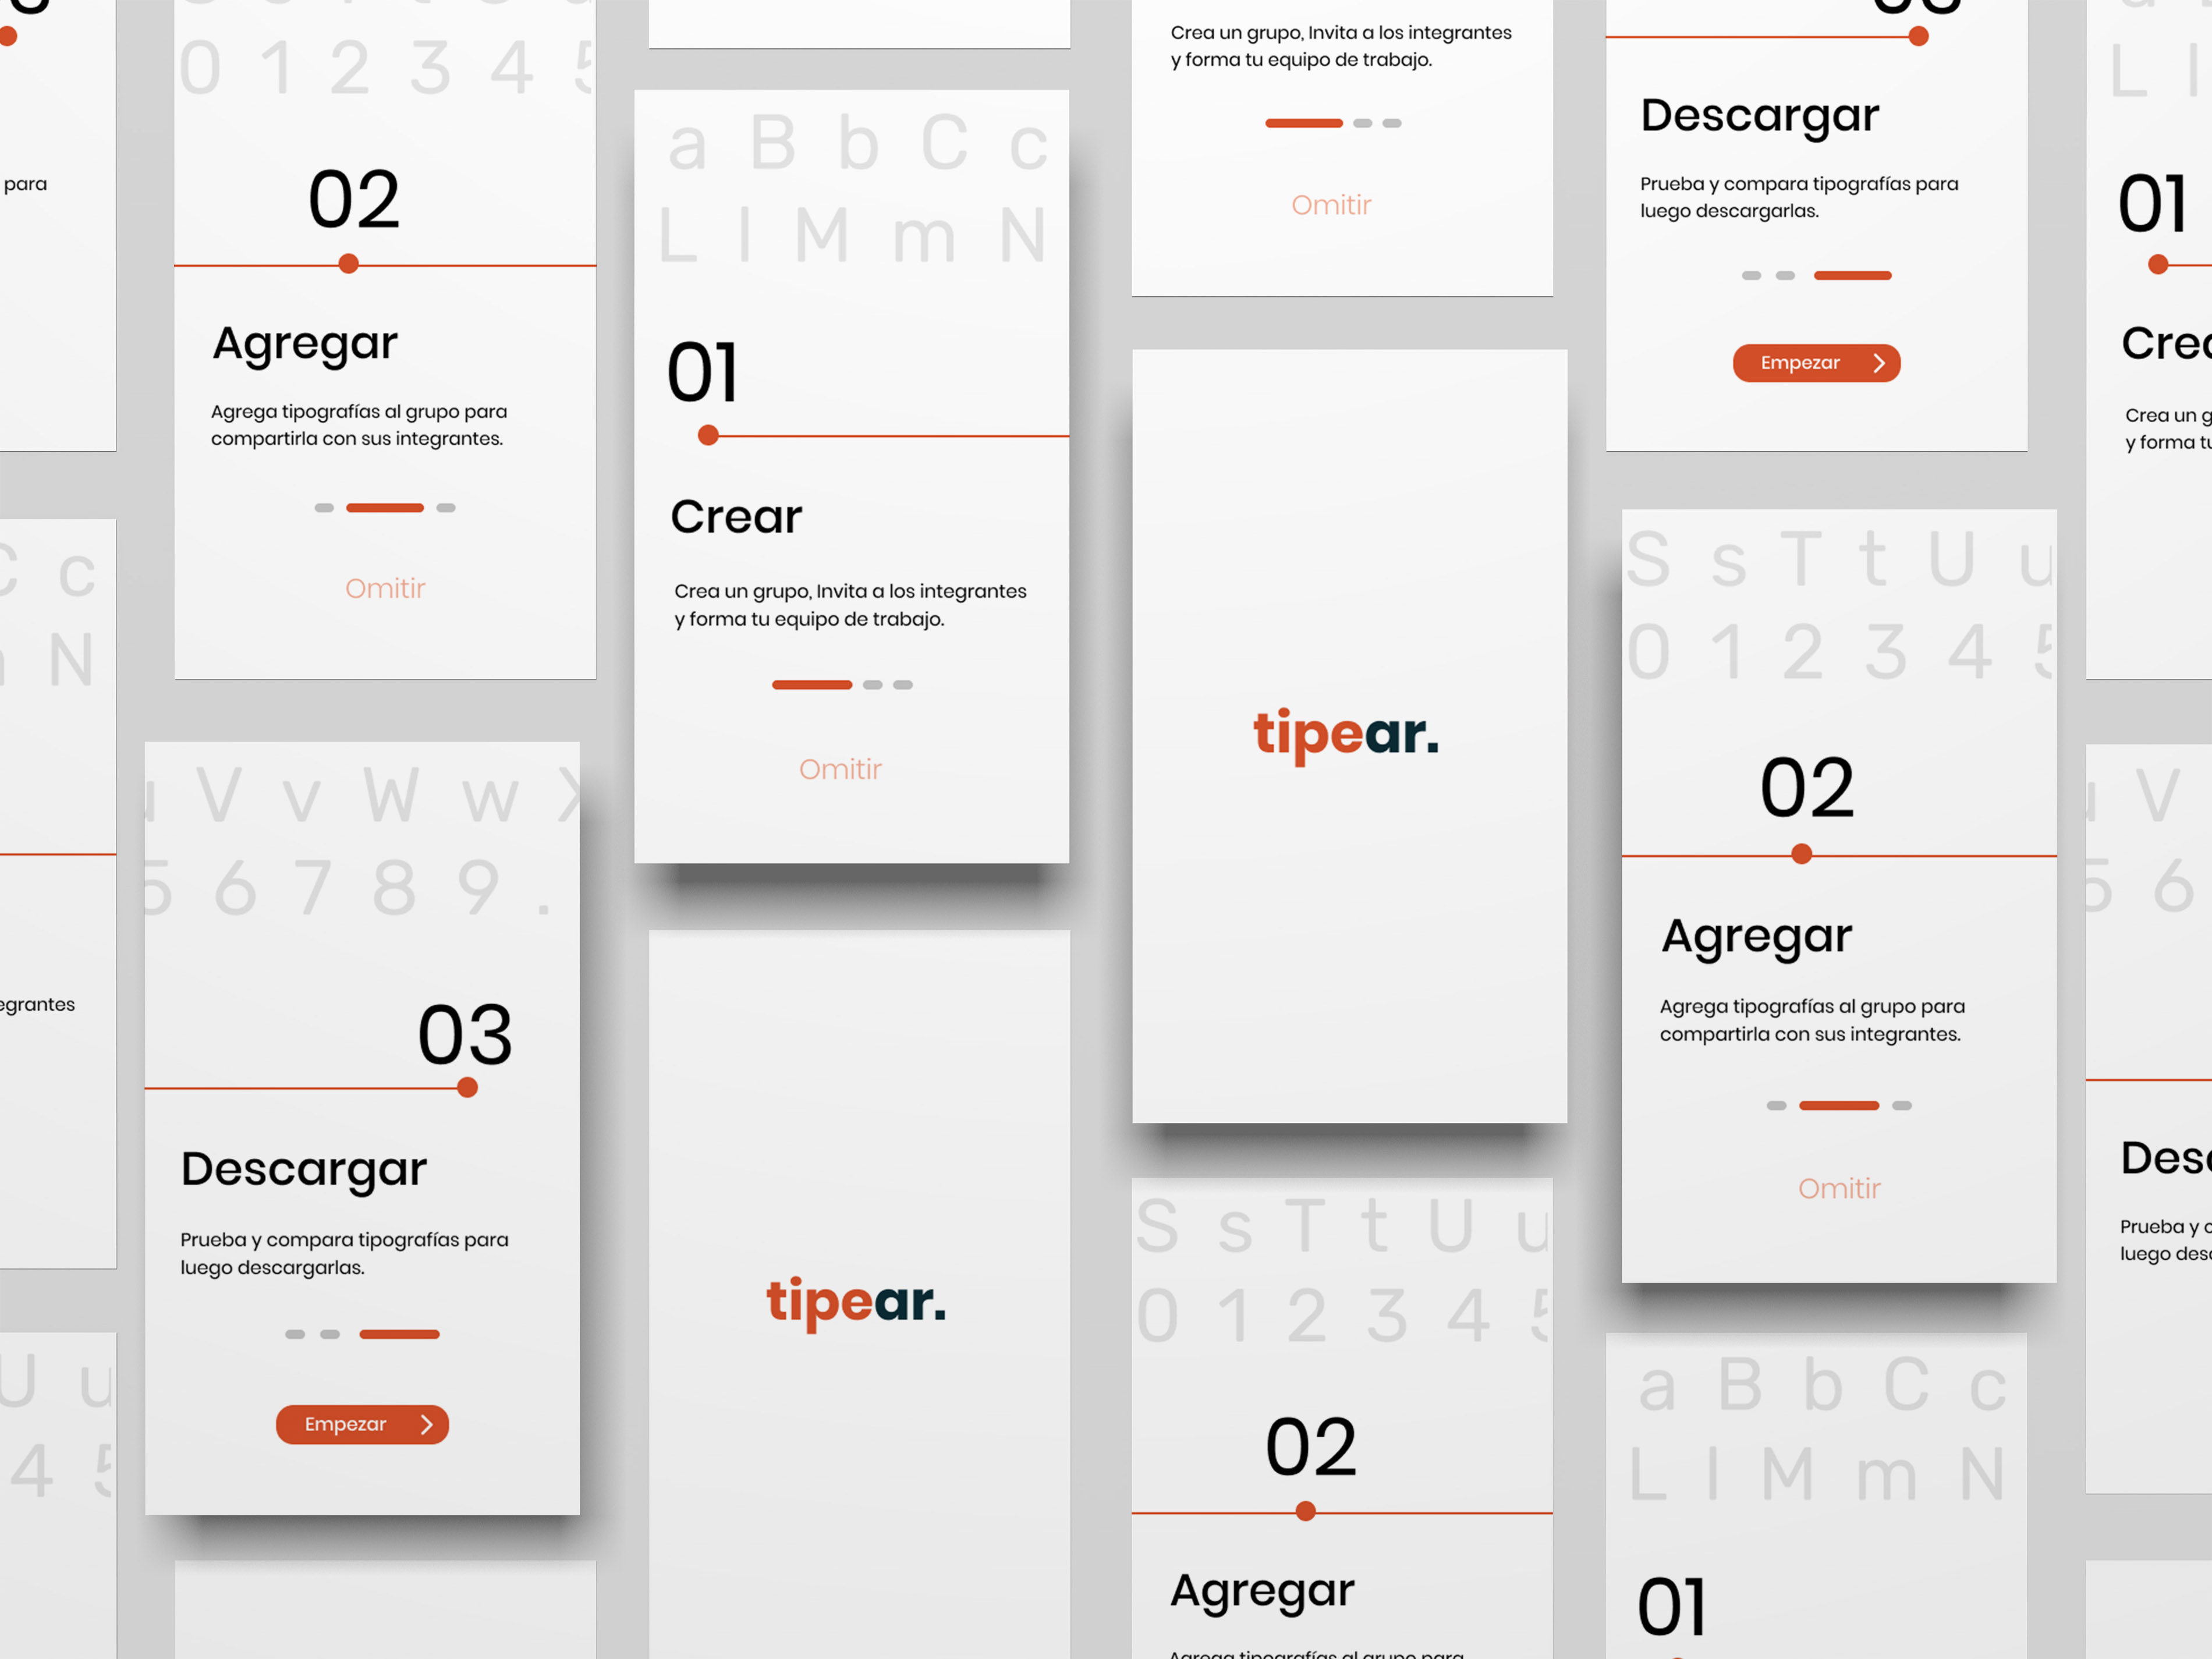 para
C c
N
egrantes
U u
4 5
0 1 2 3 4 5
02
Agregar
Agrega tipografías al grupo para
compartirla con sus integrantes.
Omitir
u V v W w X
5 6 7 8 9 .
03
Descargar
Prueba y compara tipografías para
luego descargarlas.
Empezar
a B b C c
L l M m N
01
Crear
Crea un grupo, Invita a los integrantes
y forma tu equipo de trabajo.
Omitir
tipear.
Crea un grupo, Invita a los integrantes
y forma tu equipo de trabajo.
Omitir
tipear.
S s T t U u
0 1 2 3 4 5
02
Agregar
Agrega tipografías al grupo para
Descargar
Prueba y compara tipografías para
luego descargarlas.
Empezar
S s T t U u
0 1 2 3 4 5
02
Agregar
Agrega tipografías al grupo para
compartirla con sus integrantes.
Omitir
a B b C c
L l M m N
01
L l
01
Crea
Crea un g
y forma tu
u V
5 6
Desc
Prueba y c
luego desc